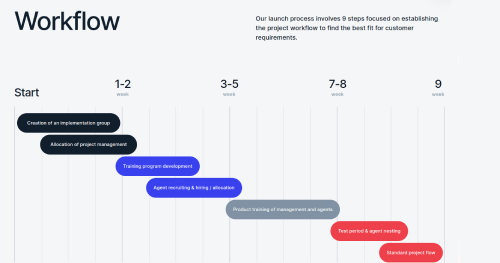 Workflow
Our launch process involves 9 steps focused on establishing
the project workflow to find the best fit for customer
requirements.
Start
1-2
week
3-5
week
7-8
week
9
week
Creation of an implementation group
Allocation of project management
Training program development
Agent recruiting & hiring / allocation
Product training of management and agents
Test period & agent nesting
Standard project flow